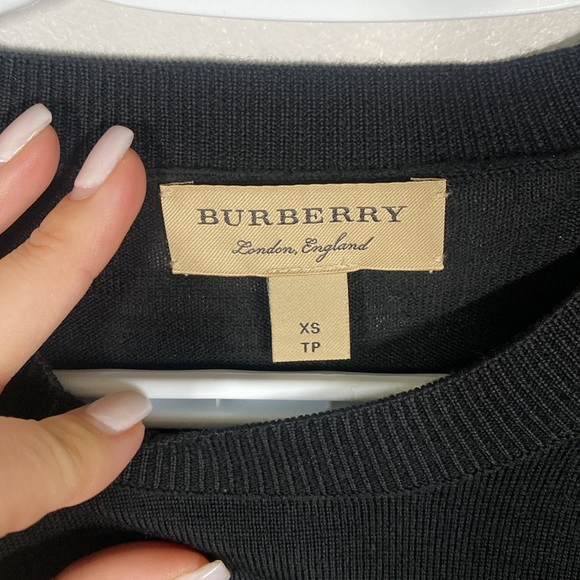 BURBERRY
London, England
XS
TP